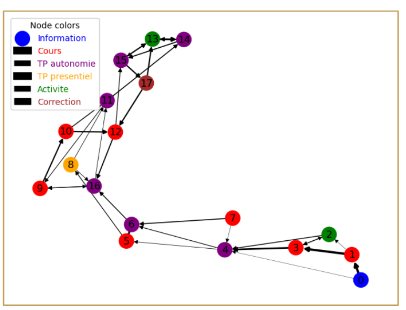 Node colors
Information
Cours
TP autonomie
TP presentiel
Activite
Correction
13
14
15
17
11
10
12
8
9
16
7
6
2
5
4
3
1
0